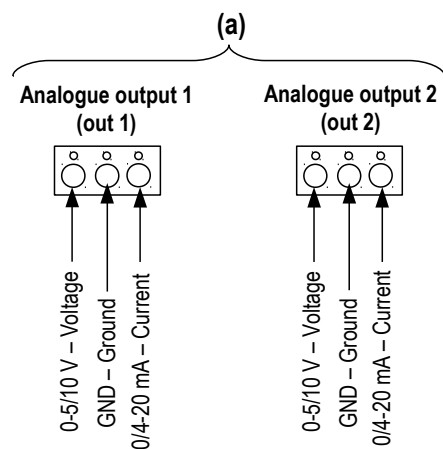 (a)
Analogue output 1
(out 1)
Analogue output 2
(out 2)
0-5/10 V – Voltage
GND – Ground
0/4-20 mA – Current
0-5/10 V – Voltage
GND – Ground
0/4-20 mA – Current